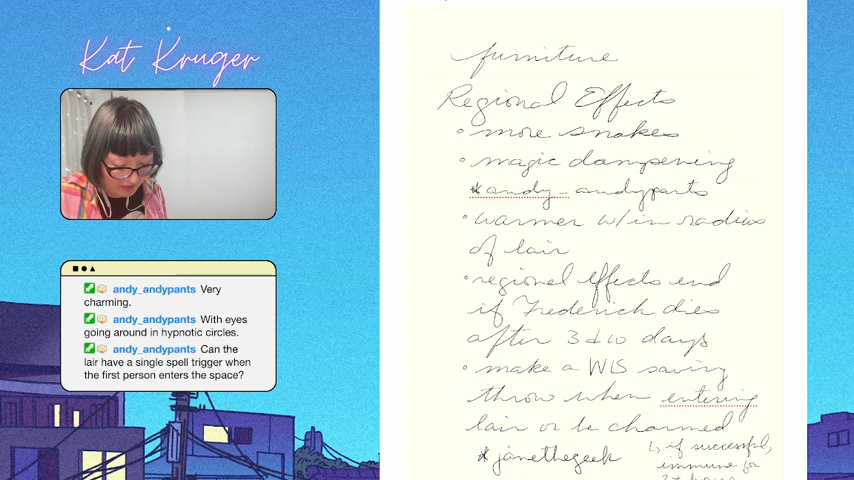 Kat Kruger
andy_andypants Very
charming.
andy_andypants With eyes
going around in hypnotic circles.
andy_andypants Can the
lair have a single spell trigger when
the first person enters the space?
furniture
Regional Effects
• more snakes
• magic dampening
*andy_andyparts
• warmer w/in radius
of lair
• regional effects end
if Frederick dies
after 3d10 days
• make a WIS saving
throw when entering
lair or be charmed
* janethegeek
↳ if successful,
immune for